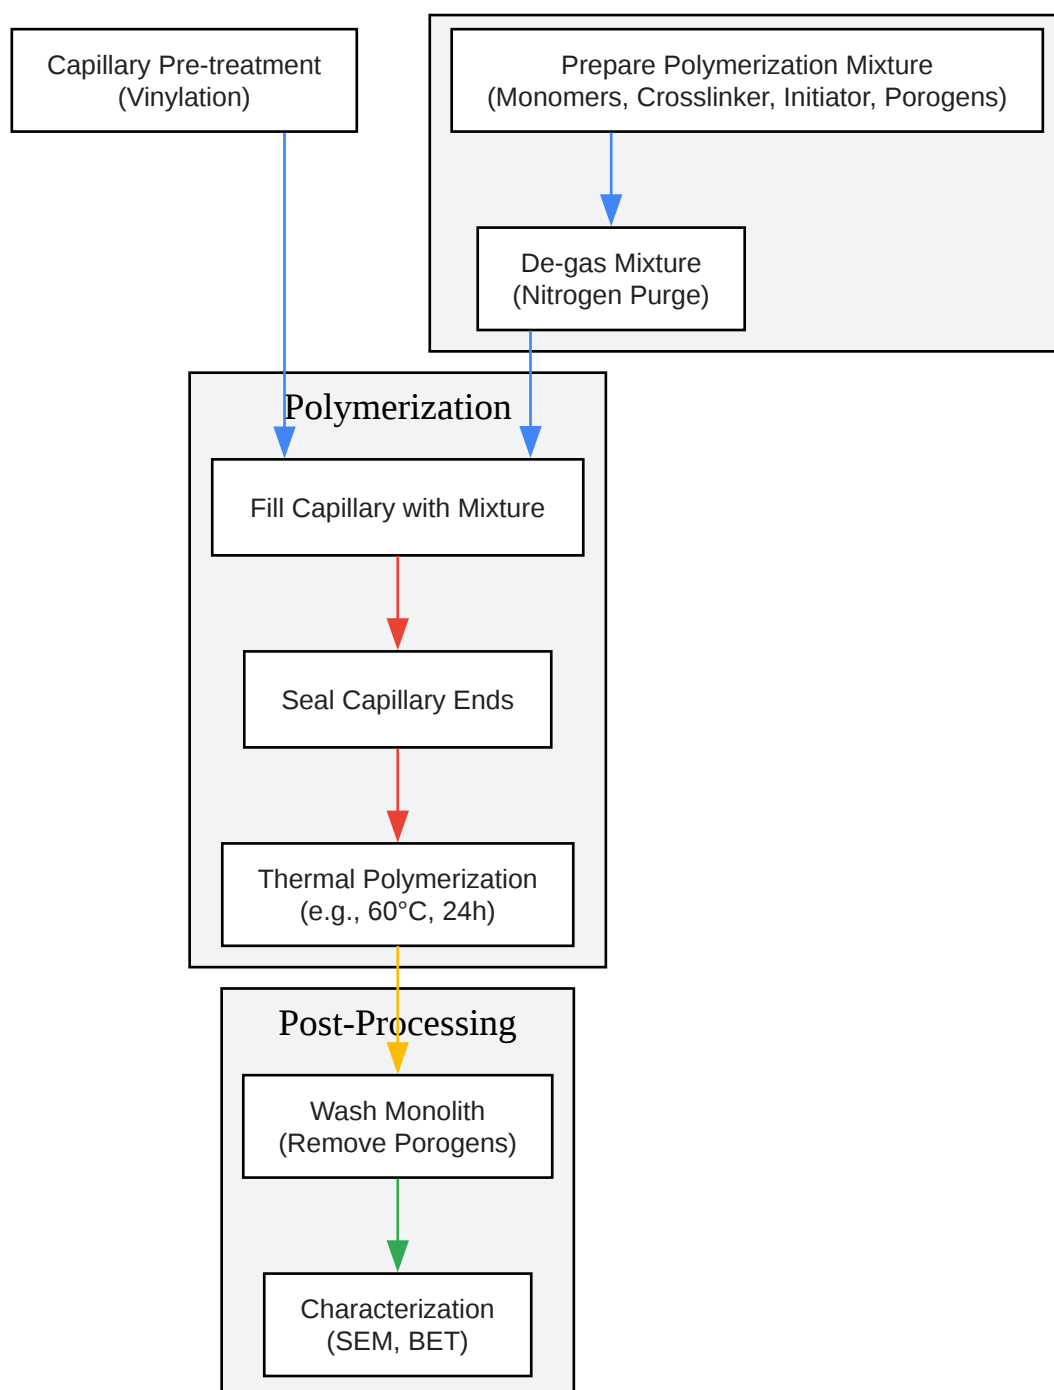 Capillary Pre-treatment
(Vinylation)
Prepare Polymerization Mixture
(Monomers, Crosslinker, Initiator, Porogens)
De-gas Mixture
(Nitrogen Purge)
Polymerization
Fill Capillary with Mixture
Seal Capillary Ends
Thermal Polymerization
(e.g., 60°C, 24h)
Post-Processing
Wash Monolith
(Remove Porogens)
Characterization
(SEM, BET)